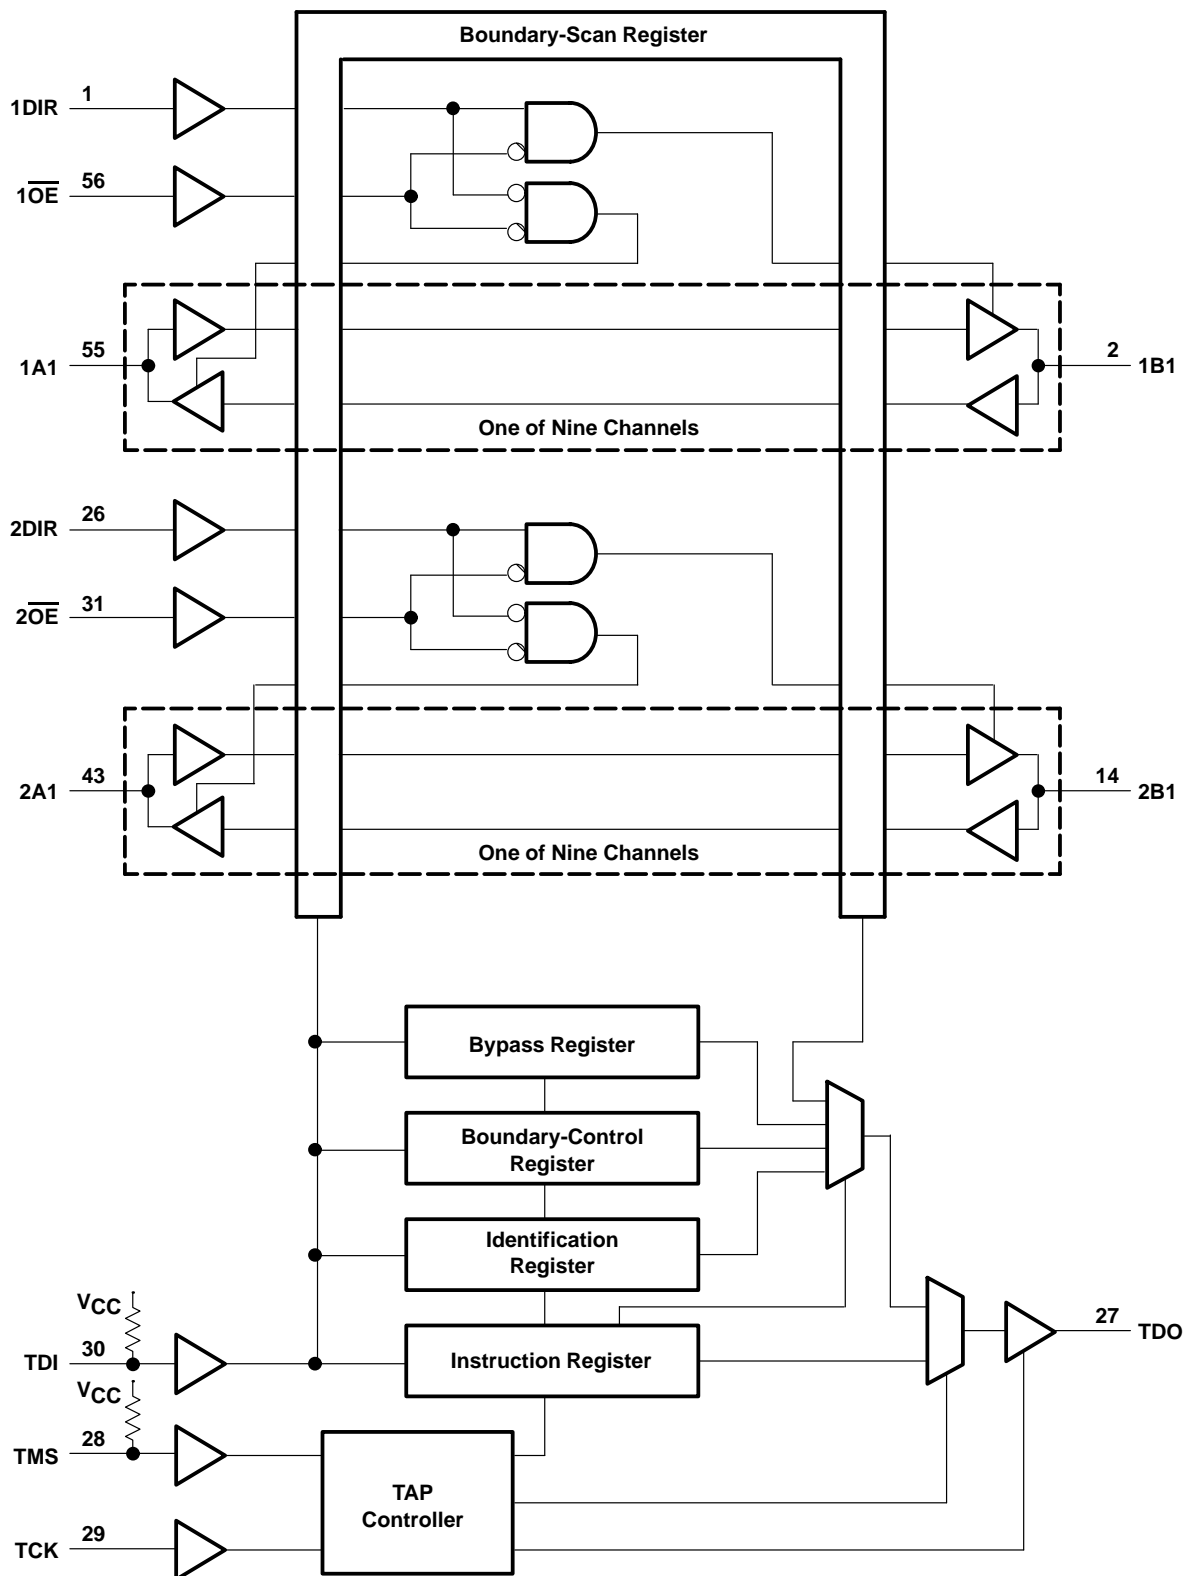 Boundary-Scan Register
1DIR 1
1O̅E̅ 56
1A1 55
2 1B1
One of Nine Channels
2DIR 26
2O̅E̅ 31
2A1 43
14 2B1
One of Nine Channels
Bypass Register
Boundary-Control
Register
Identification
Register
VCC
TDI 30
Instruction Register
27 TDO
VCC
TMS 28
TAP
Controller
TCK 29